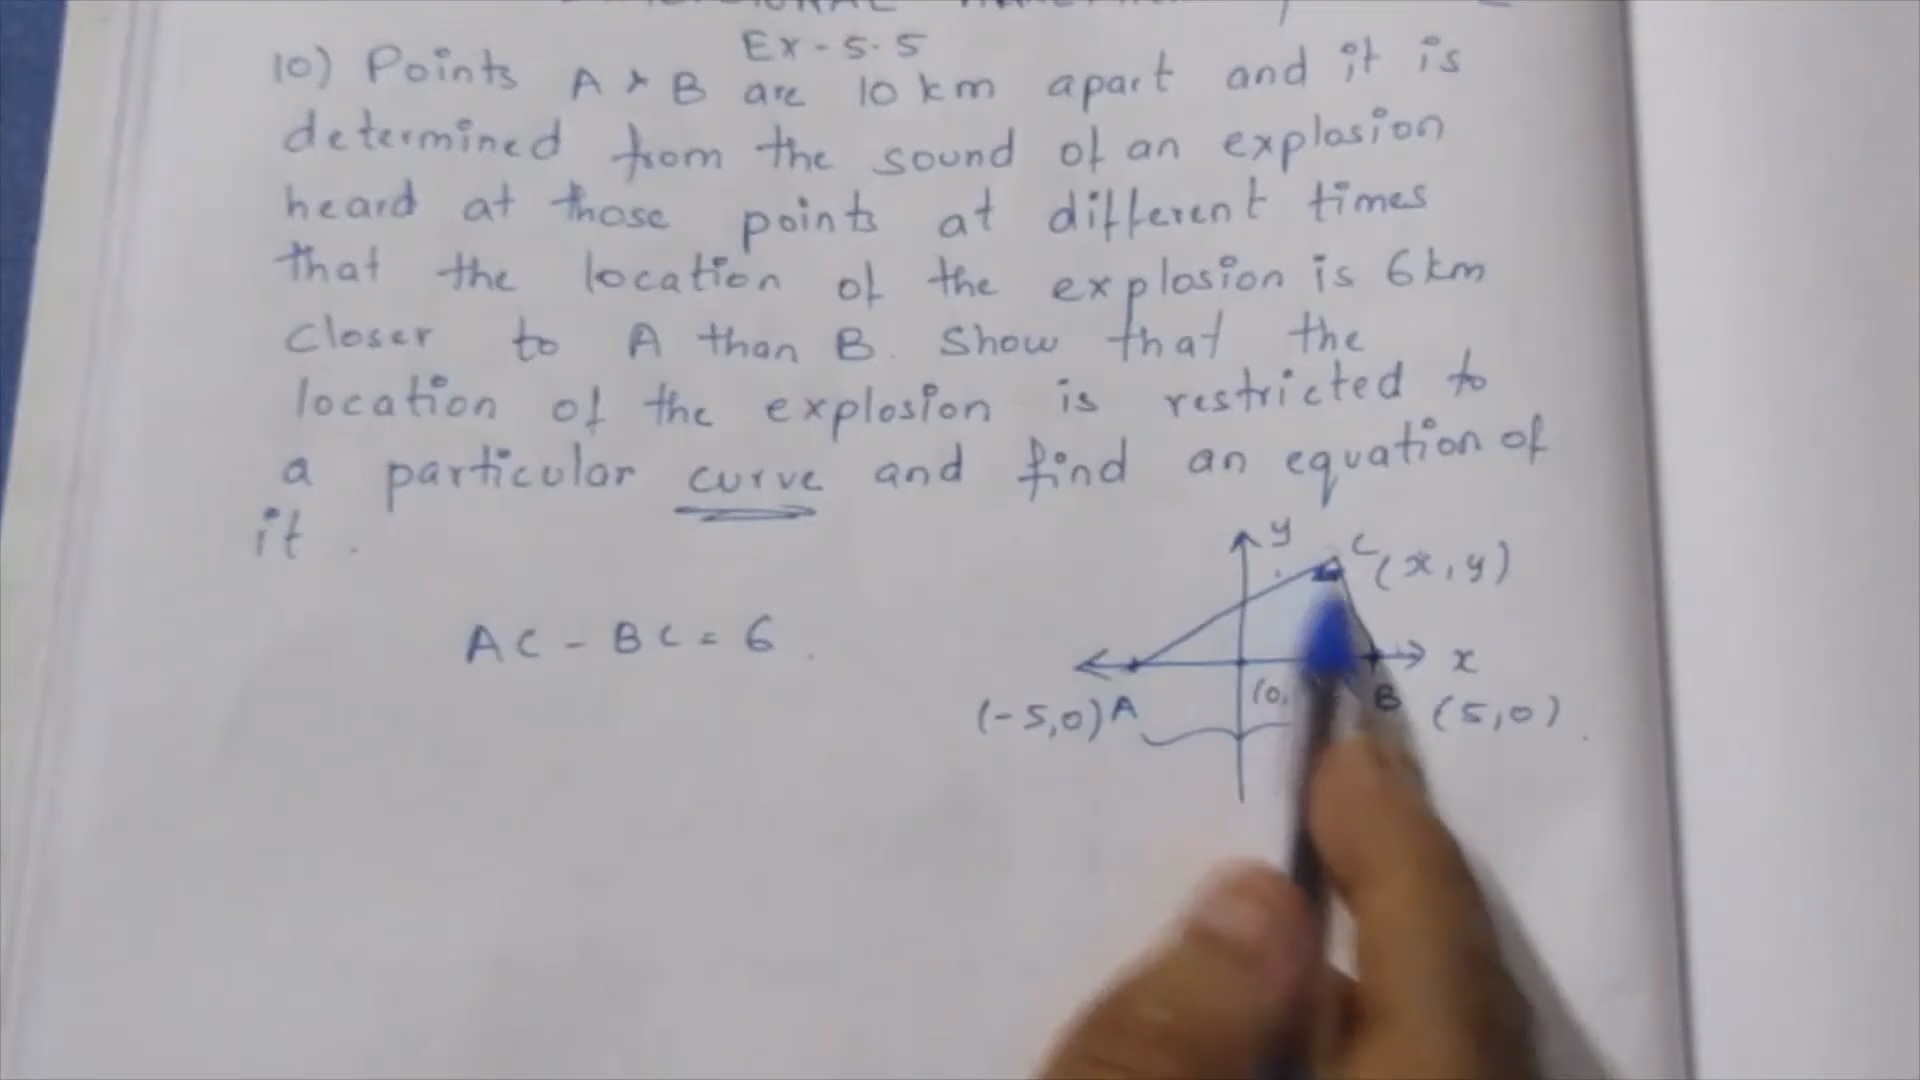 Ex - 5.5
10) Points A & B are 10 km apart and it is
determined from the sound of an explosion
heard at those points at different times
that the location of the explosion is 6 km
closer to A than B. Show that the
location of the explosion is restricted to
a particular curve and find an equation of
it.
y
C (x, y)
AC - BC = 6.
x
(-5,0) A
(0,
B (5,0)